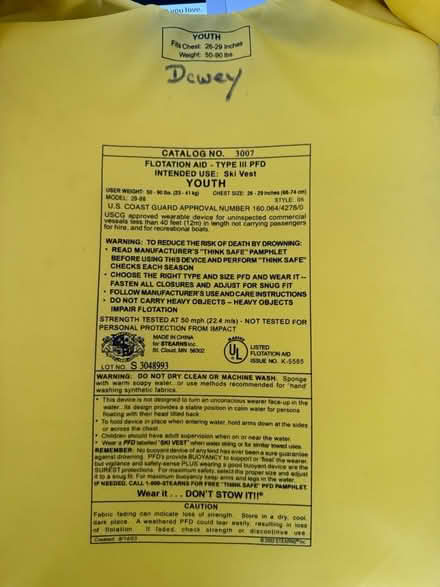 you love.
YOUTH
Fits Chest: 26-29 Inches
Weight: 50-90 lbs.
Dewey
CATALOG NO. 3007
FLOTATION AID - TYPE III PFD
INTENDED USE: Ski Vest
YOUTH
USER WEIGHT: 50 - 90 lbs. (23 - 41 kg) CHEST SIZE: 26 - 29 inches (66-74 cm)
MODEL: STYLE: 05
U.S. COAST GUARD APPROVAL NUMBER 160.064/4276/0
USCG approved wearable device for uninspected commercial
vessels less than 40 feet (12m) in length not carrying passengers
for hire, and for recreational boats.
WARNING: TO REDUCE THE RISK OF DEATH BY DROWNING:
• READ MANUFACTURER'S "THINK SAFE" PAMPHLET
BEFORE USING THIS DEVICE AND PERFORM "THINK SAFE"
CHECKS EACH SEASON
• CHOOSE THE RIGHT TYPE AND SIZE PFD AND WEAR IT --
FASTEN ALL CLOSURES AND ADJUST FOR SNUG FIT
• FOLLOW MANUFACTURER'S USE AND CARE INSTRUCTIONS
• DO NOT CARRY HEAVY OBJECTS – HEAVY OBJECTS
IMPAIR FLOTATION
STRENGTH TESTED AT 50 mph (22.4 m/s) - NOT TESTED FOR
PERSONAL PROTECTION FROM IMPACT
MADE IN CHINA
for STEARNS Inc.
St. Cloud, MN 56302
UL
LISTED
FLOTATION AID
ISSUE NO. K-5585
LOT NO. S 3048993
WARNING: DO NOT DRY CLEAN OR MACHINE WASH: Sponge
with warm soapy water...or use methods recommended for "hand"
washing synthetic fabrics.
• This device is not designed to turn an unconscious wearer face-up in the
water...its design provides a stable position in calm water for persons
floating with their head tilted back.
• To hold device in place when entering water, hold arms down at the sides
or across the chest.
• Children should have adult supervision when on or near the water.
• Wear a PFD labeled "SKI VEST" when water skiing or for similar towed uses.
REMEMBER: No buoyant device of any kind has ever been a sure guarantee
against drowning. PFD's provide BUOYANCY to support or 'float' the wearer,
but vigilance and safety-sense PLUS wearing a good buoyant device are the
SUREST protections. For maximum safety, select the proper size and adjust
it to a snug fit. For maximum buoyancy keep arms and legs in the water.
IF NEEDED, CALL 1-800-STEARNS FOR FREE "THINK SAFE" PFD PAMPHLET.
Wear it . . . DON'T STOW IT!!®
CAUTION
Fabric fading can indicate loss of strength. Store in a dry, cool,
dark place. A weathered PFD could tear easily, resulting in loss
of flotation. If faded, check strength or discontinue use.
Created: 8/14/03 © 2003 STEARNS® Inc.